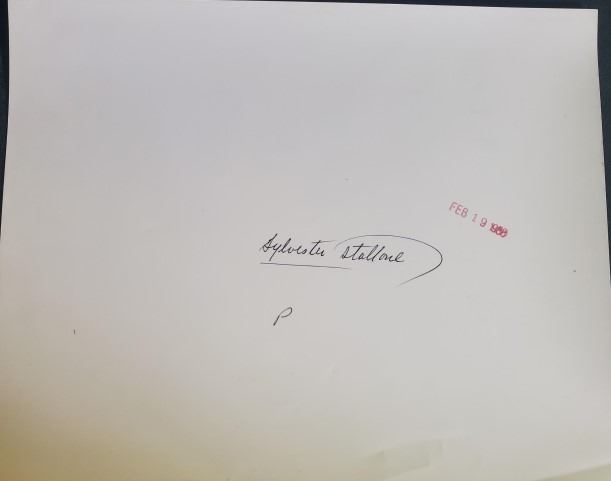 FEB 19
Sylvester Stallone
P